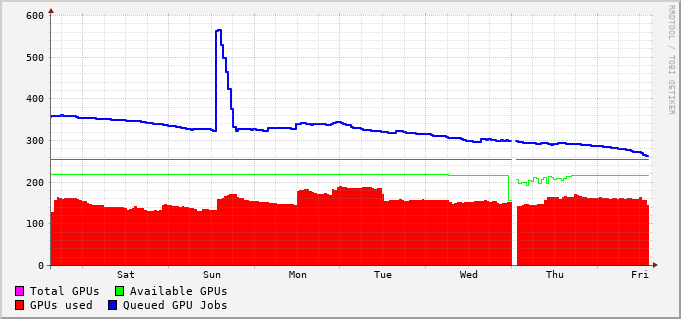 600
500
400
300
200
100
0
Sat Sun Mon Tue Wed Thu Fri
Total GPUs Available GPUs
GPUs used Queued GPU Jobs
RRDTOOL / TOBI OETIKER